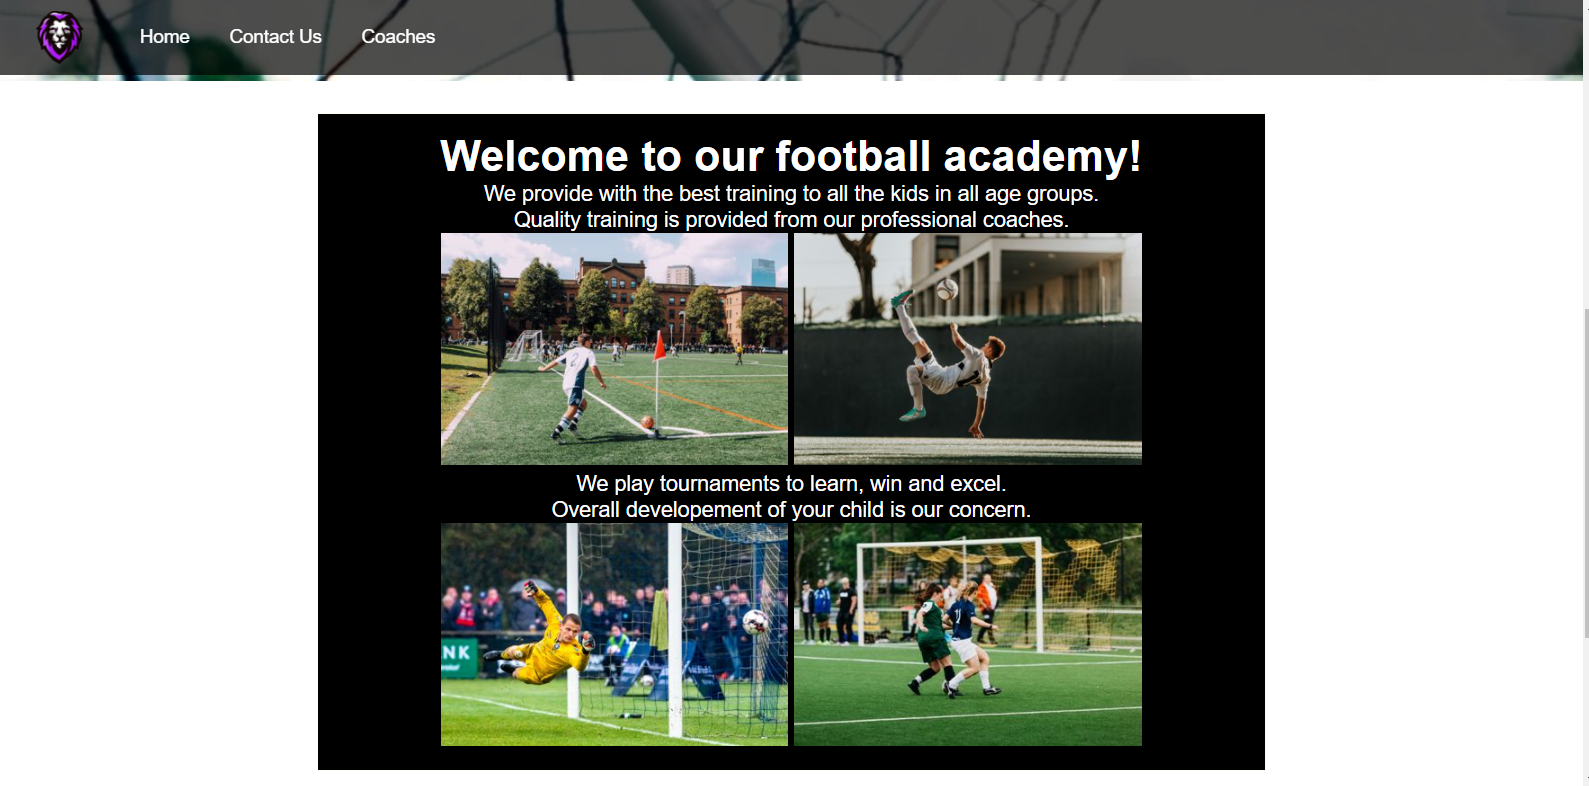 Home Contact Us Coaches
Welcome to our football academy!
We provide with the best training to all the kids in all age groups.
Quality training is provided from our professional coaches.
2
We play tournaments to learn, win and excel.
Overall developement of your child is our concern.
NK